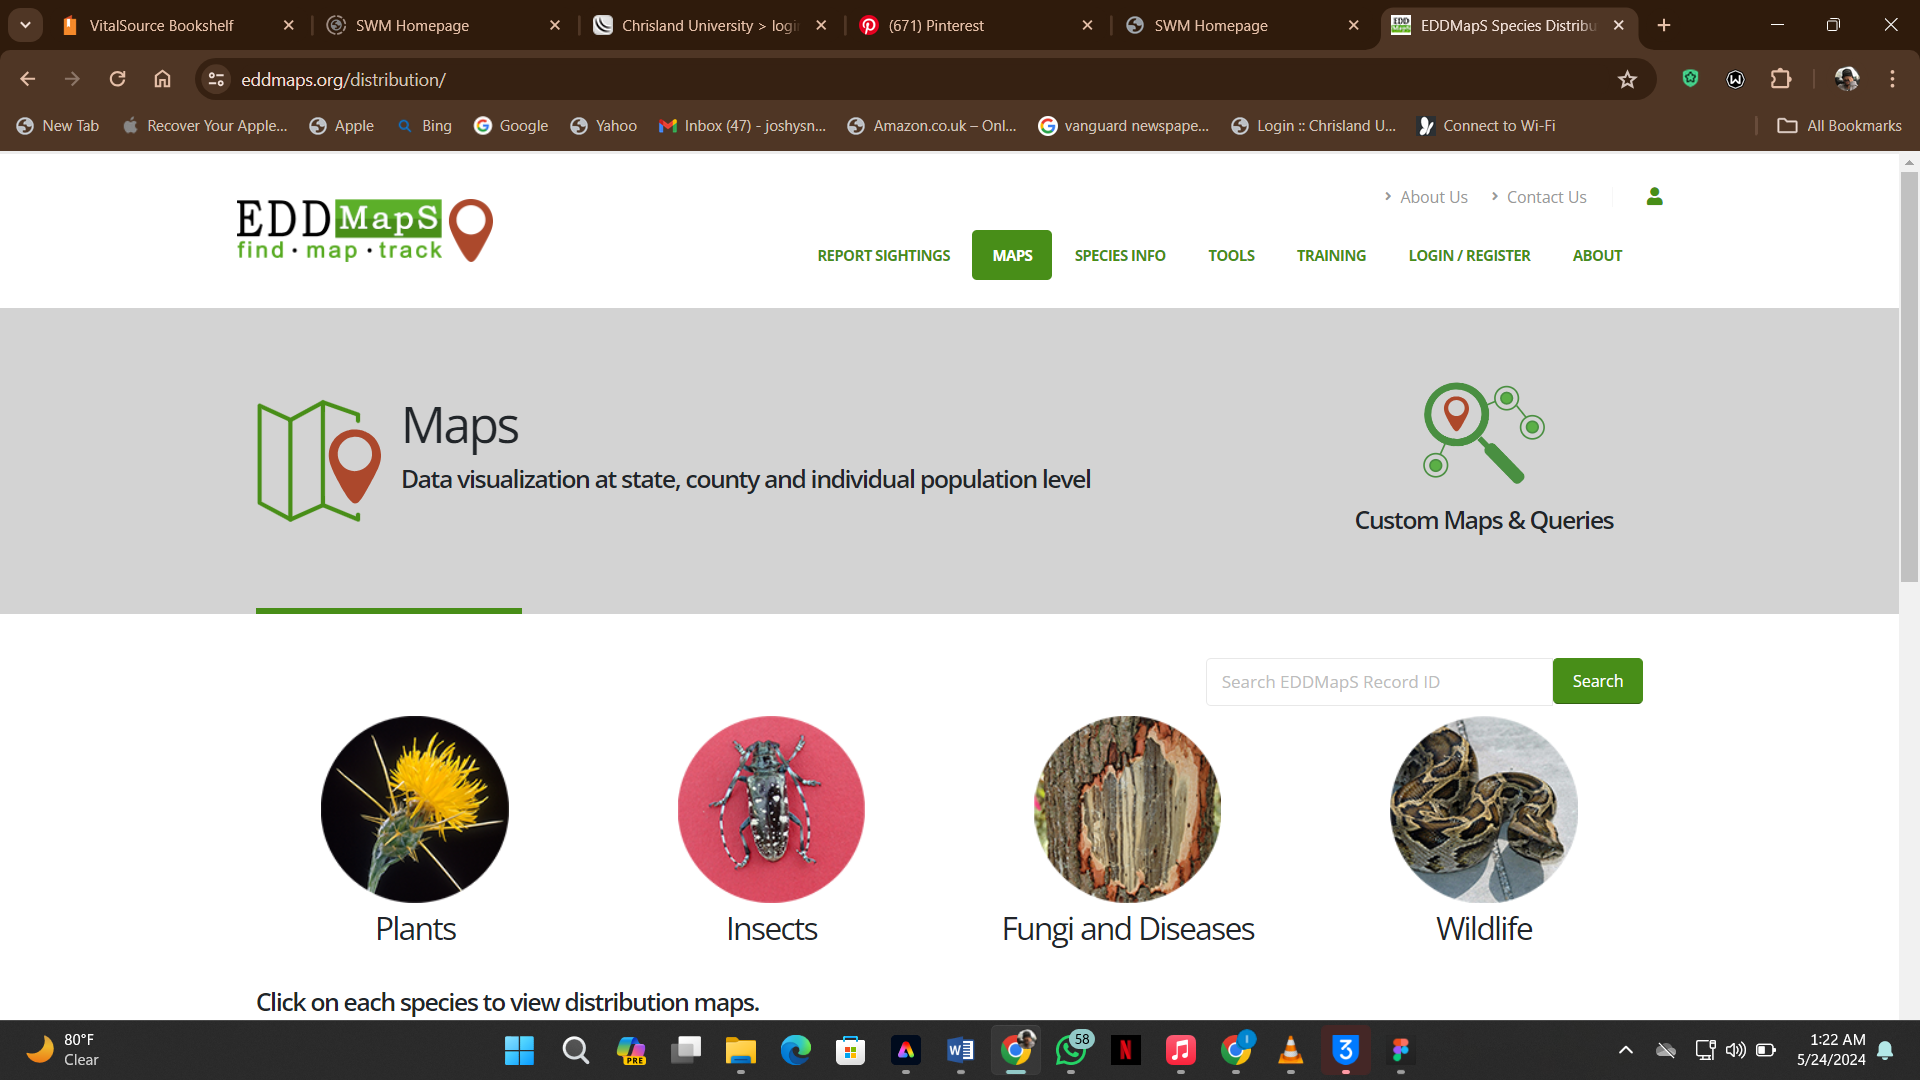 VitalSource Bookshelf
SWM Homepage
Chrisland University > logi
(671) Pinterest
SWM Homepage
EDDMapS Species Distribu
eddmaps.org/distribution/
New Tab
Recover Your Apple...
Apple
Bing
Google
Yahoo
Inbox (47) - joshysn...
Amazon.co.uk – Onl...
vanguard newspape...
Login :: Chrisland U...
Connect to Wi-Fi
All Bookmarks
About Us
Contact Us
EDDMapS
find · map · track
REPORT SIGHTINGS
MAPS
SPECIES INFO
TOOLS
TRAINING
LOGIN / REGISTER
ABOUT
Maps
Data visualization at state, county and individual population level
Custom Maps & Queries
Search EDDMapS Record ID
Search
Plants
Insects
Fungi and Diseases
Wildlife
Click on each species to view distribution maps.
80°F
Clear
PRE
58
1:22 AM
5/24/2024